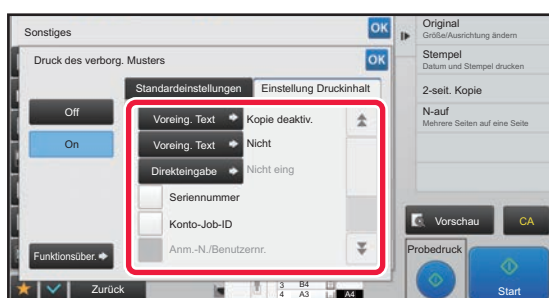 Sonstiges
OK
Druck des verborg. Musters
OK
Standardeinstellungen
Einstellung Druckinhalt
Off
On
Voreing. Text
Kopie deaktiv.
Voreing. Text
Nicht
Direkteingabe
Nicht eing
Seriennummer
Konto-Job-ID
Anm.-N./Benutzernr.
Funktionsüber.
Zurück
3 B4
4 A3
A4
Original
Größe/Ausrichtung ändern
Stempel
Datum und Stempel drucken
2-seit. Kopie
N-auf
Mehrere Seiten auf eine Seite
Vorschau
CA
Probedruck
Start